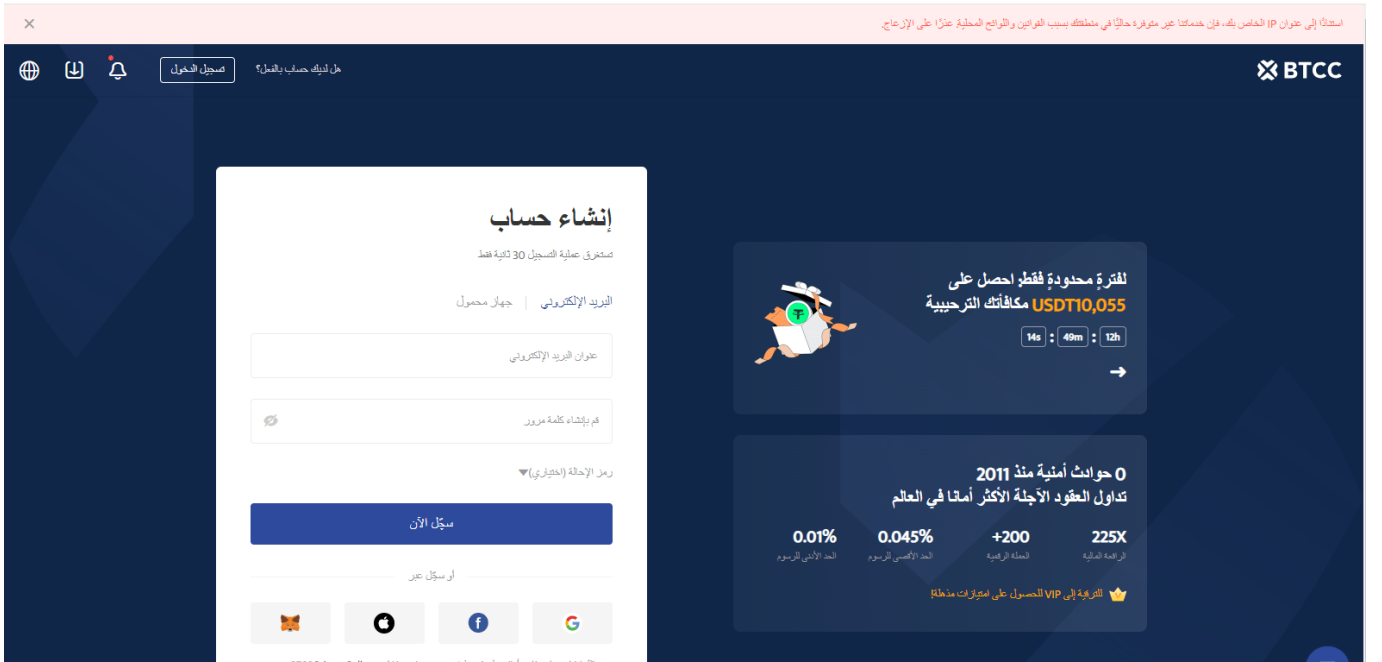 استنادًا إلى عنوان IP الخاص بك، فإن خدماتنا غير متوفرة حاليًا في منطقتك بسبب القوانين واللوائح المحلية. عذرًا على الإزعاج.
BTCC
هل لديك حساب بالفعل؟
تسجيل الدخول
لفترةٍ محدودةٍ فقط، احصل على
USDT10,055 مكافأتك الترحيبية
12h : 49m : 14s
0 حوادث أمنية منذ 2011
تداول العقود الآجلة الأكثر أمانا في العالم
225X
الرافعة المالية
200+
العملة الرقمية
0.045%
الحد الأقصى للرسوم
0.01%
الحد الأدنى للرسوم
للترقية إلى VIP للحصول على امتيازات مذهلة!
إنشاء حساب
تستغرق عملية التسجيل 30 ثانية فقط
البريد الإلكتروني | جهاز محمول
عنوان البريد الإلكتروني
قم بإنشاء كلمة مرور
رمز الإحالة (اختياري)
سجّل الآن
أو سجّل عبر